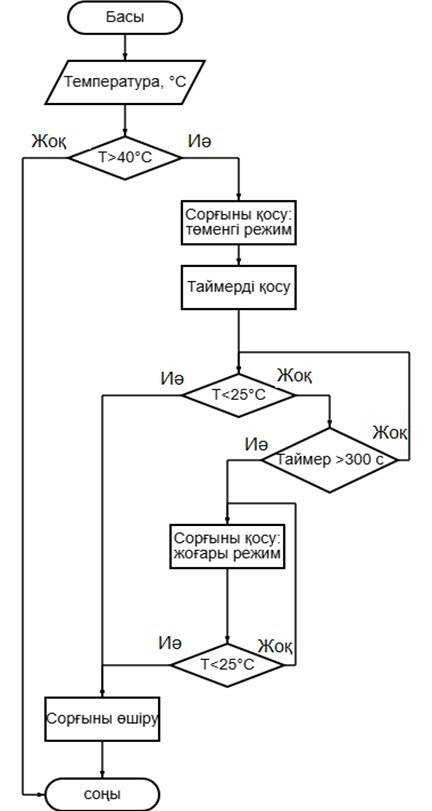 Басы
Температура, °C
Жоқ
Иә
T>40°C
Сорғыны қосу:
төменгі режим
Таймерді қосу
Иә
Жоқ
T<25°C
Жоқ
Иә
Таймер >300 с
Сорғыны қосу:
жоғары режим
Иә
Жоқ
T<25°C
Сорғыны өшіру
соңы